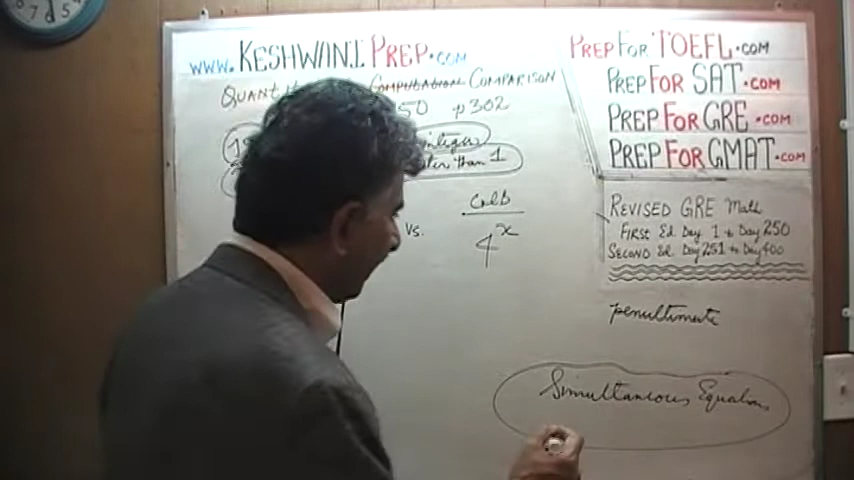 www. KESHWANI PREP.COM
COMPARISON
50 p302
integer
than 1
Col B
vs.
4^x
PREP FOR TOEFL.COM
PREP FOR SAT.COM
PREP FOR GRE.COM
PREP FOR GMAT.COM
REVISED GRE Math
FIRST Ed. Day 1 to Day 250
SECOND Ed. Day 251 to Day 400
penultimate
Simultaneous Equations